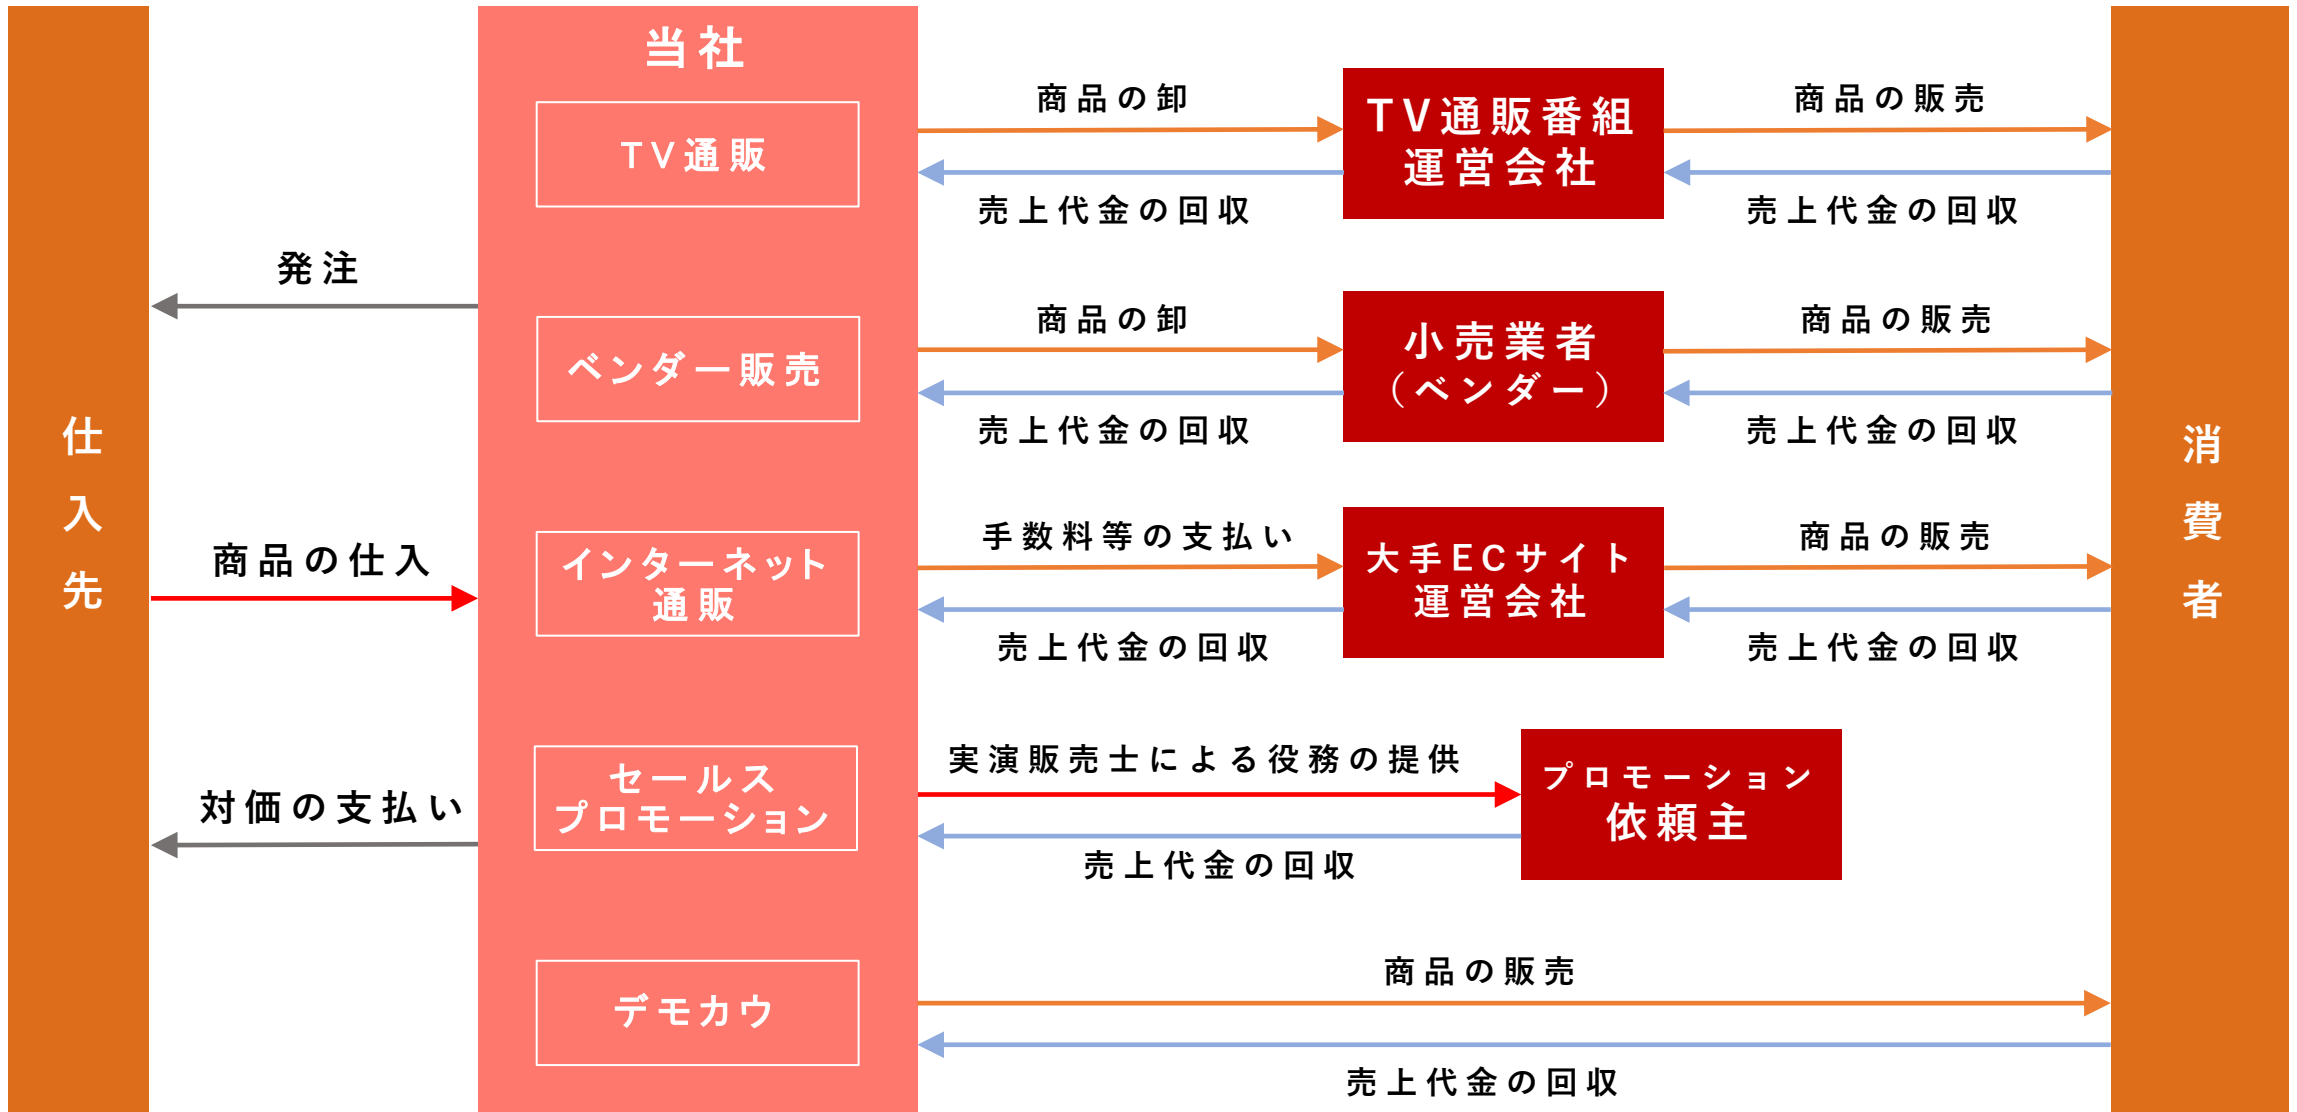 仕入先
発注
商品の仕入
対価の支払い
当社
TV通販
ベンダー販売
インターネット
通販
セールス
プロモーション
デモカウ
商品の卸
売上代金の回収
TV通販番組
運営会社
商品の販売
売上代金の回収
商品の卸
売上代金の回収
小売業者
（ベンダー）
商品の販売
売上代金の回収
手数料等の支払い
売上代金の回収
大手ECサイト
運営会社
商品の販売
売上代金の回収
実演販売士による役務の提供
売上代金の回収
プロモーション
依頼主
商品の販売
売上代金の回収
消費者